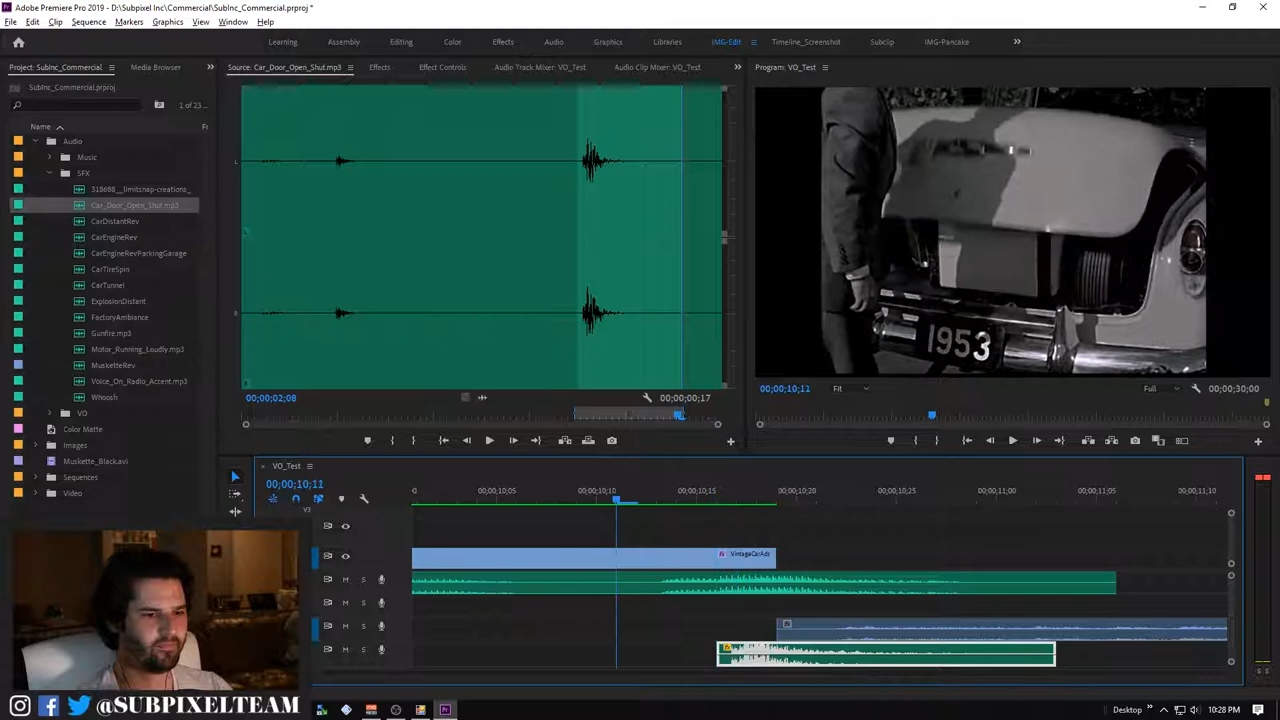 Adobe Premiere Pro 2019 - D:\Subpixel Inc\Commercial\SubInc_Commercial.prproj *
File Edit Clip Sequence Markers Graphics View Window Help
Learning Assembly Editing Color Effects Audio Graphics Libraries IMG-Edit Timeline_Screenshot Subclip IMG-Pancake
Project: SubInc_Commercial Media Browser Source: Car_Door_Open_Shut.mp3 Effects Effect Controls Audio Track Mixer: VO_Test Audio Clip Mixer: VO_Test Program: VO_Test
SubInc_Commercial.prproj
1 of 23 ...
Name
Audio
Music
SFX
318688__limitsnap-creations_
Car_Door_Open_Shut.mp3
CarDistantRev
CarEngineRev
CarEngineRevParkingGarage
CarTireSpin
CarTunnel
ExplosionDistant
FactoryAmbiance
Gunfire.mp3
Motor_Running_Loudly.mp3
MusketteRev
Voice_On_Radio_Accent.mp3
Whoosh
VO
Color Matte
Images
Muskette_Black.avi
Sequences
Video
L
R
1953
00;00;02;08 00;00;00;17
00;00;10;11 Fit Full 00;00;30;00
VO_Test
00;00;10;11
0 00;00;10;05 00;00;10;10 00;00;10;15 00;00;10;20 00;00;10;25 00;00;11;00 00;00;11;05 00;00;11;10
V3
fx VintageCarAds
M S
M S
M S
M S
@SUBPIXELTEAM
Desktop 10:28 PM